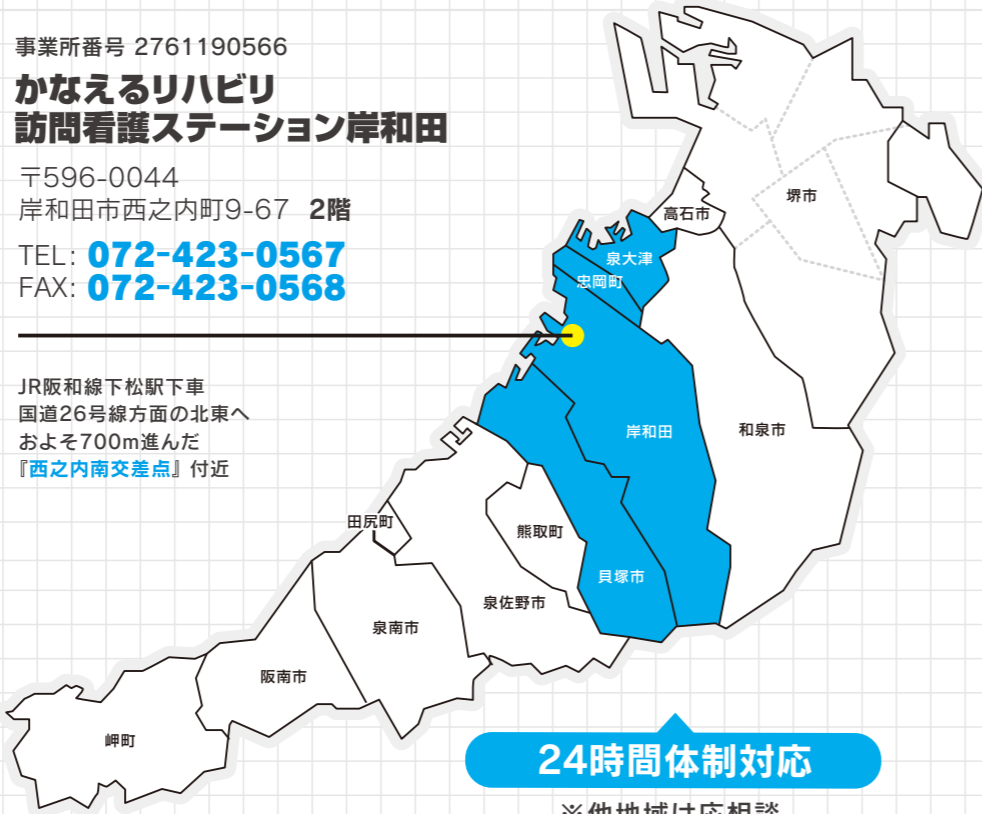 事業所番号 2761190566
かなえるリハビリ
訪問看護ステーション岸和田
〒596-0044
岸和田市西之内町9-67 2階
TEL: 072-423-0567
FAX: 072-423-0568
JR阪和線下松駅下車
国道26号線方面の北東へ
およそ700m進んだ
『西之内南交差点』付近
堺市
高石市
泉大津
忠岡町
岸和田
和泉市
田尻町
熊取町
貝塚市
泉佐野市
泉南市
阪南市
岬町
24時間体制対応
※他地域は応相談